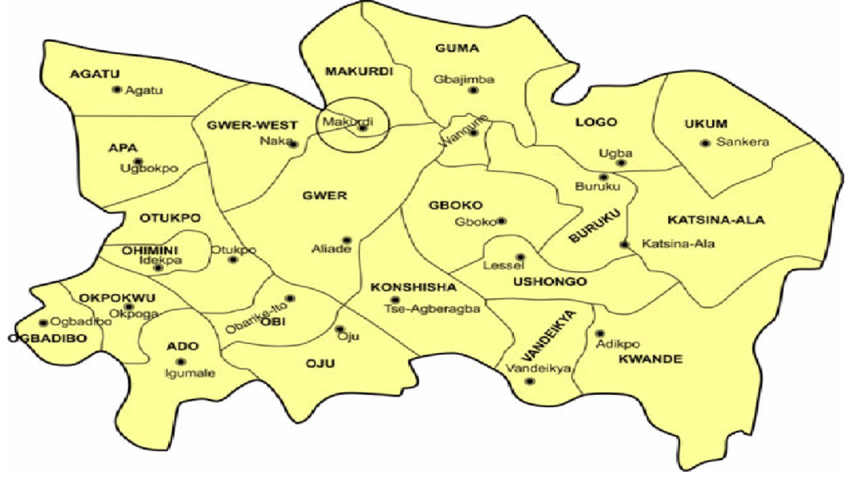 GUMA
AGATU
MAKURDI
Gbajimba
Agatu
GWER-WEST
Makurdi
LOGO
UKUM
Wannune
Naka
Sankera
APA
Ugbokpo
Ugba
Buruku
GWER
GBOKO
OTUKPO
Gboko
BURUKU
KATSINA-ALA
OHIMINI
Otukpo
Aliade
Katsina-Ala
Idekpa
Lessel
USHONGO
KONSHISHA
OKPOKWU
Okpoga
Obarike-Ito
OBI
Tse-Agberagba
Ogbadibo
OGBADIBO
Oju
VANDEIKYA
Adikpo
ADO
Igumale
OJU
Vandeikya
KWANDE